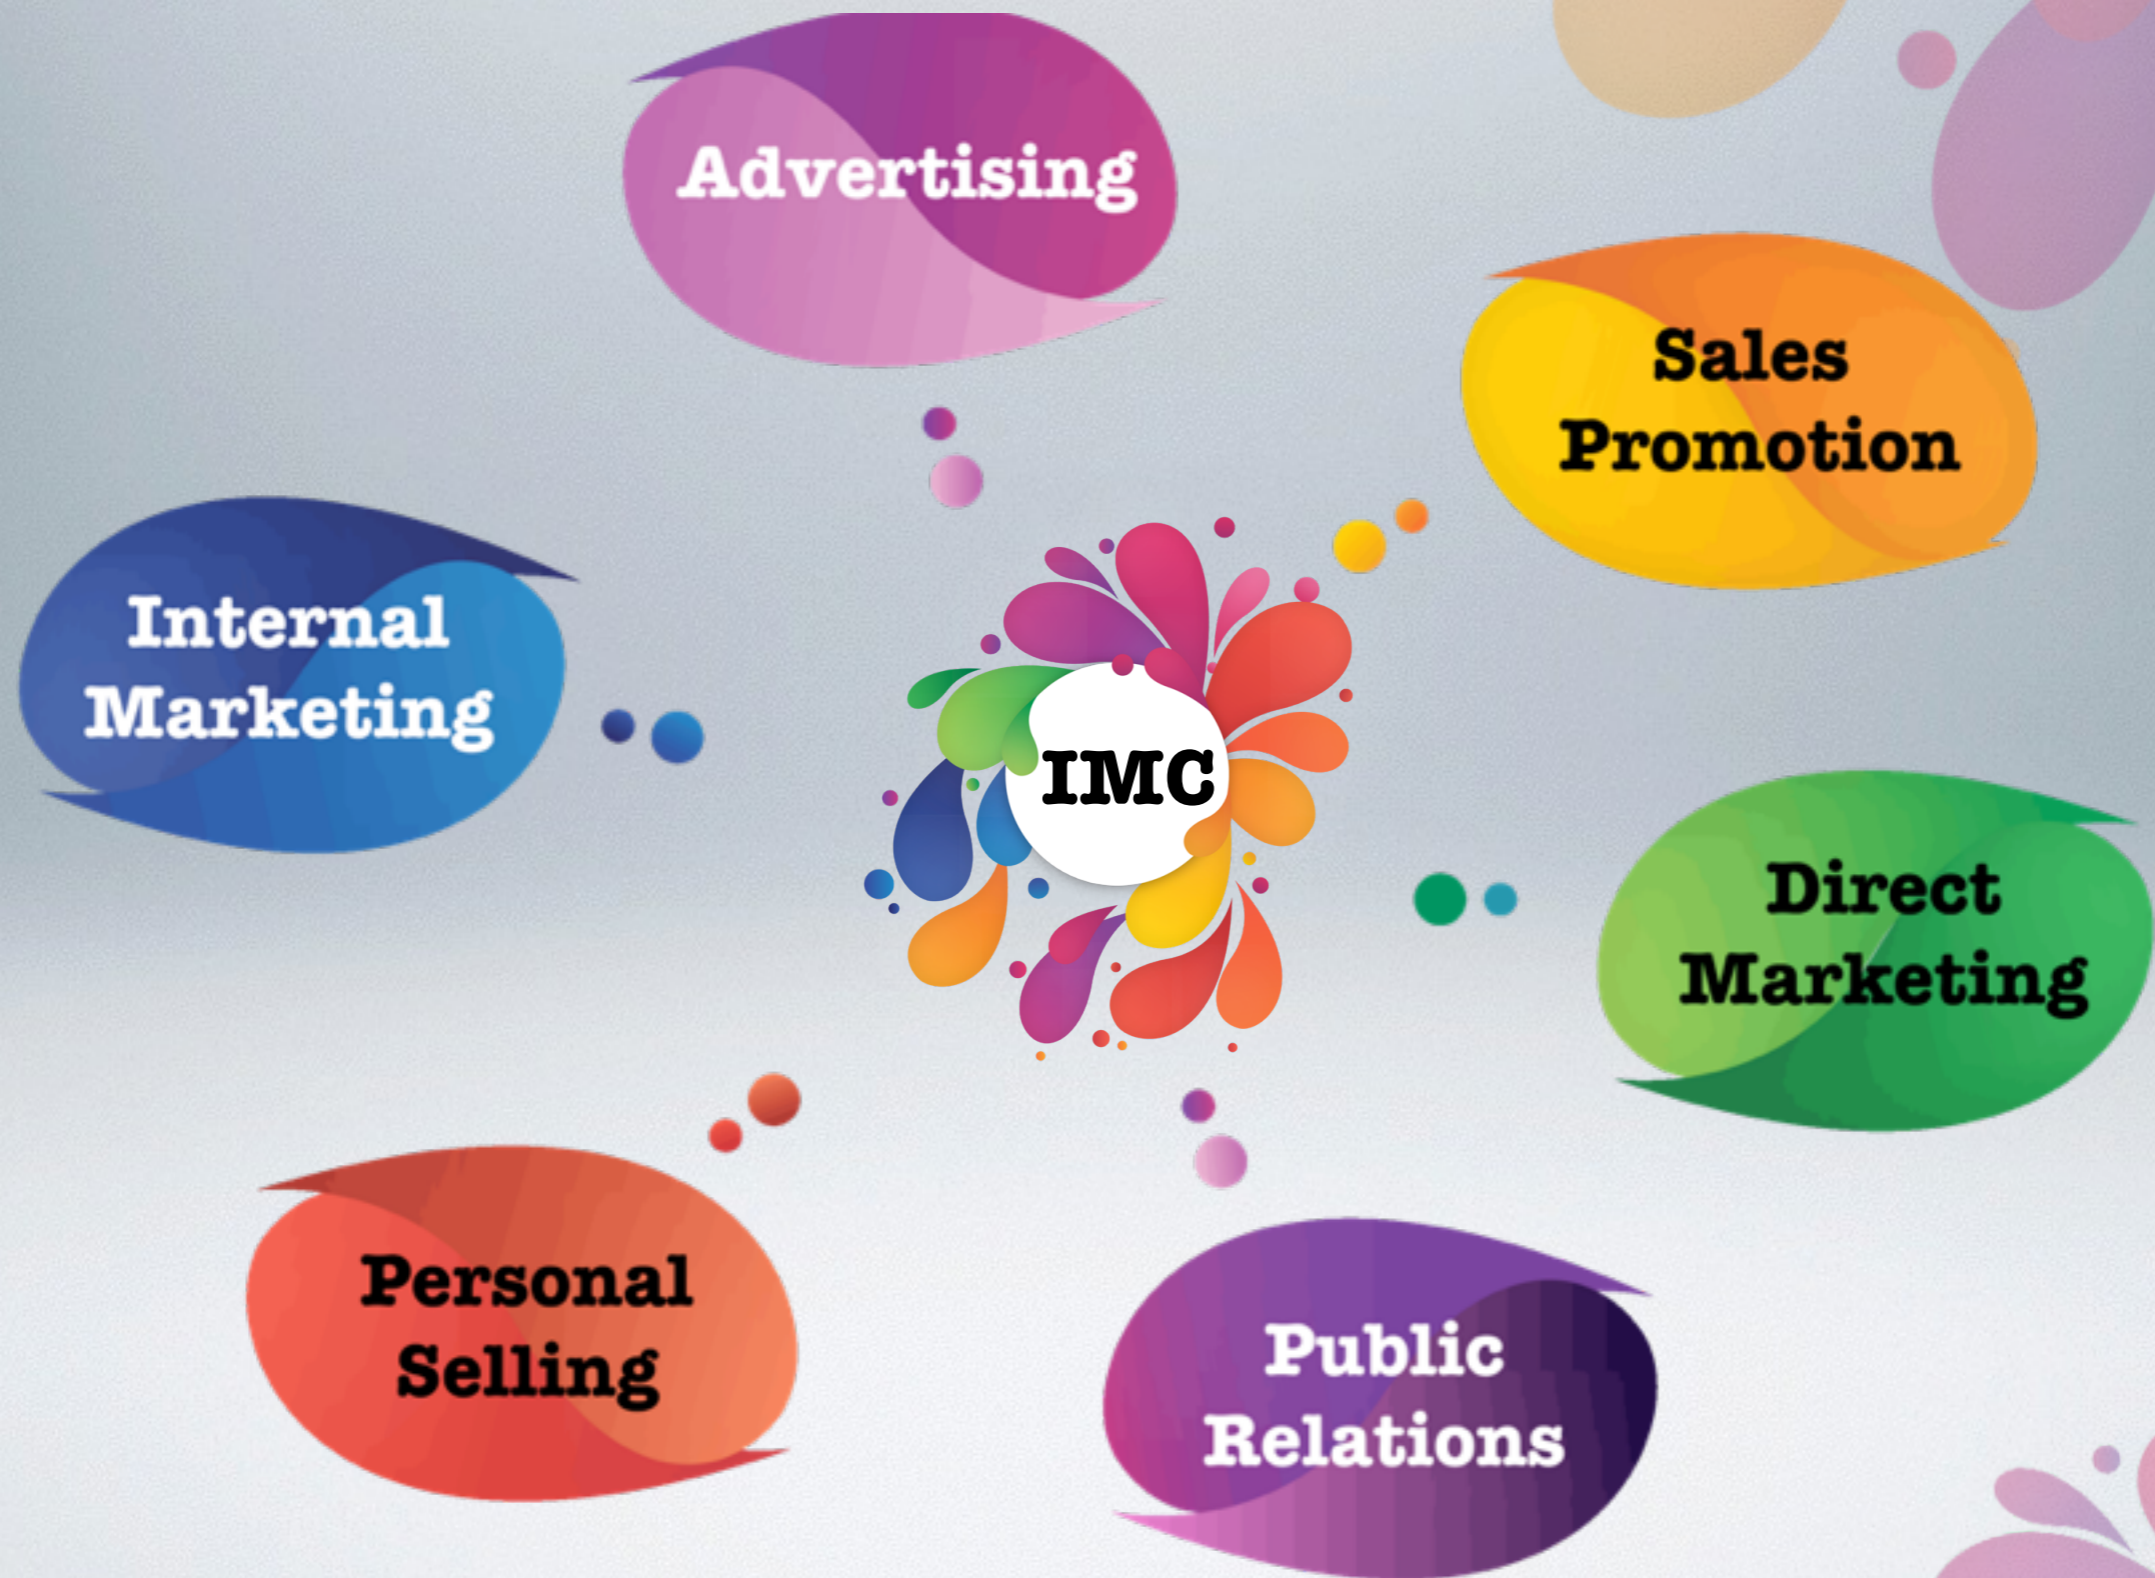 Advertising
Sales
Promotion
Internal
Marketing
IMC
Direct
Marketing
Personal
Selling
Public
Relations